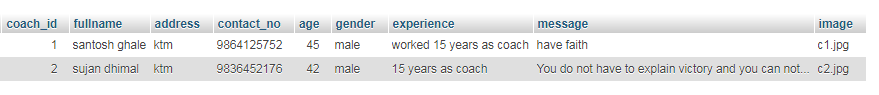 coach_id fullname address contact_no age gender experience message image
1 santosh ghale ktm 9864125752 45 male worked 15 years as coach have faith c1.jpg
2 sujan dhimal ktm 9836452176 42 male 15 years as coach You do not have to explain victory and you can not... c2.jpg